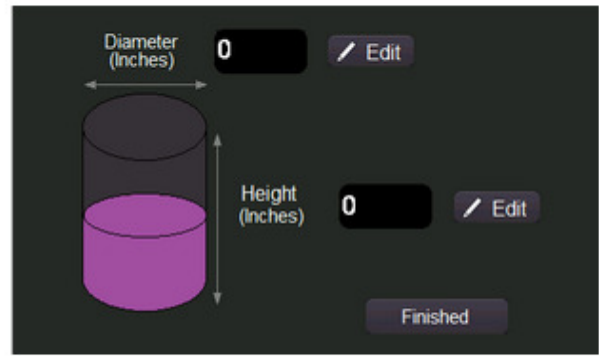 Diameter
(Inches)
0
Edit
Height
(Inches)
0
Edit
Finished